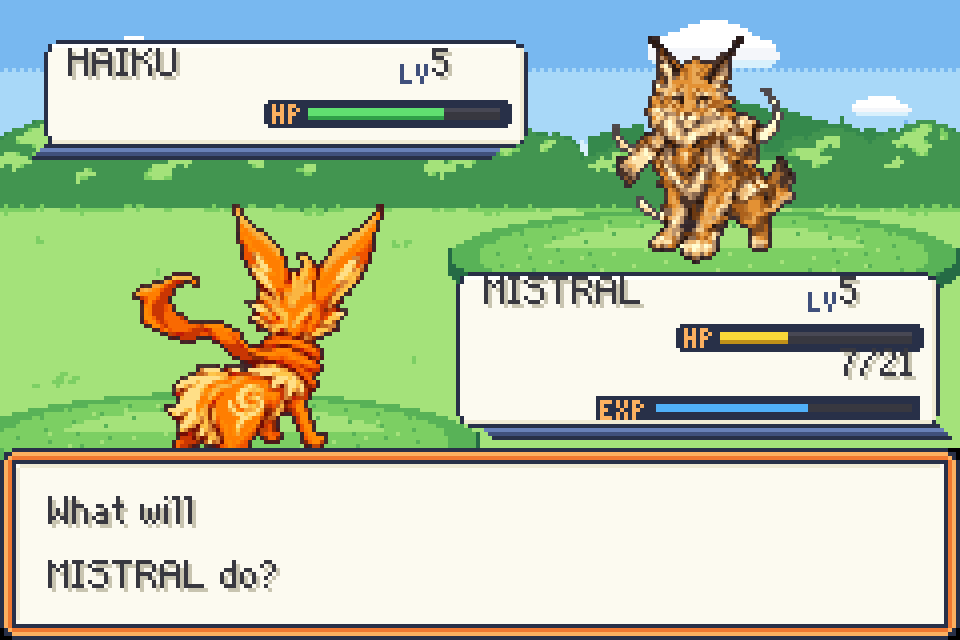 HAIKU Lv5
HP
MISTRAL Lv5
HP
7/21
EXP
What will
MISTRAL do?